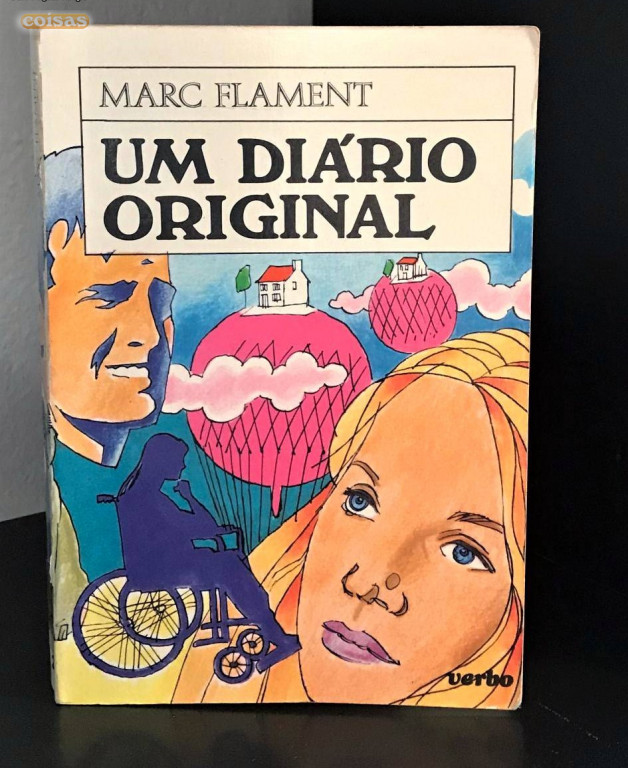 coisas
MARC FLAMENT
UM DIÁRIO
ORIGINAL
verbo